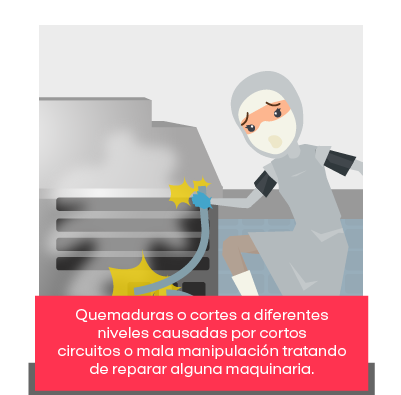 Quemaduras o cortes a diferentes
niveles causadas por cortos
circuitos o mala manipulación tratando
de reparar alguna maquinaria.